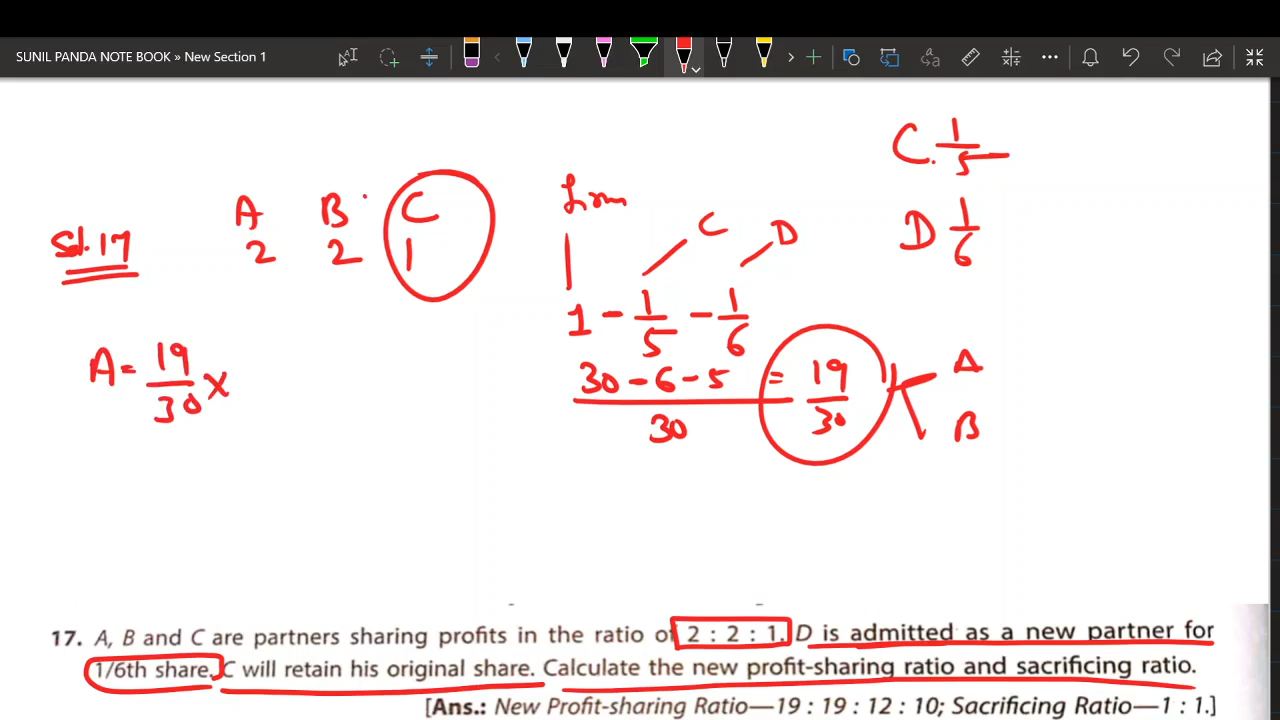 SUNIL PANDA NOTE BOOK » New Section 1
C. 1/5
D 1/6
Sol. 17
A B C
2 2 1
firm C D
1 - 1/5 - 1/6
30 - 6 - 5 / 30 = 19/30
A
B
A = 19/30 ×
17. A, B and C are partners sharing profits in the ratio of 2 : 2 : 1. D is admitted as a new partner for
1/6th share. C will retain his original share. Calculate the new profit-sharing ratio and sacrificing ratio.
[Ans.: New Profit-sharing Ratio—19 : 19 : 12 : 10; Sacrificing Ratio—1 : 1.]